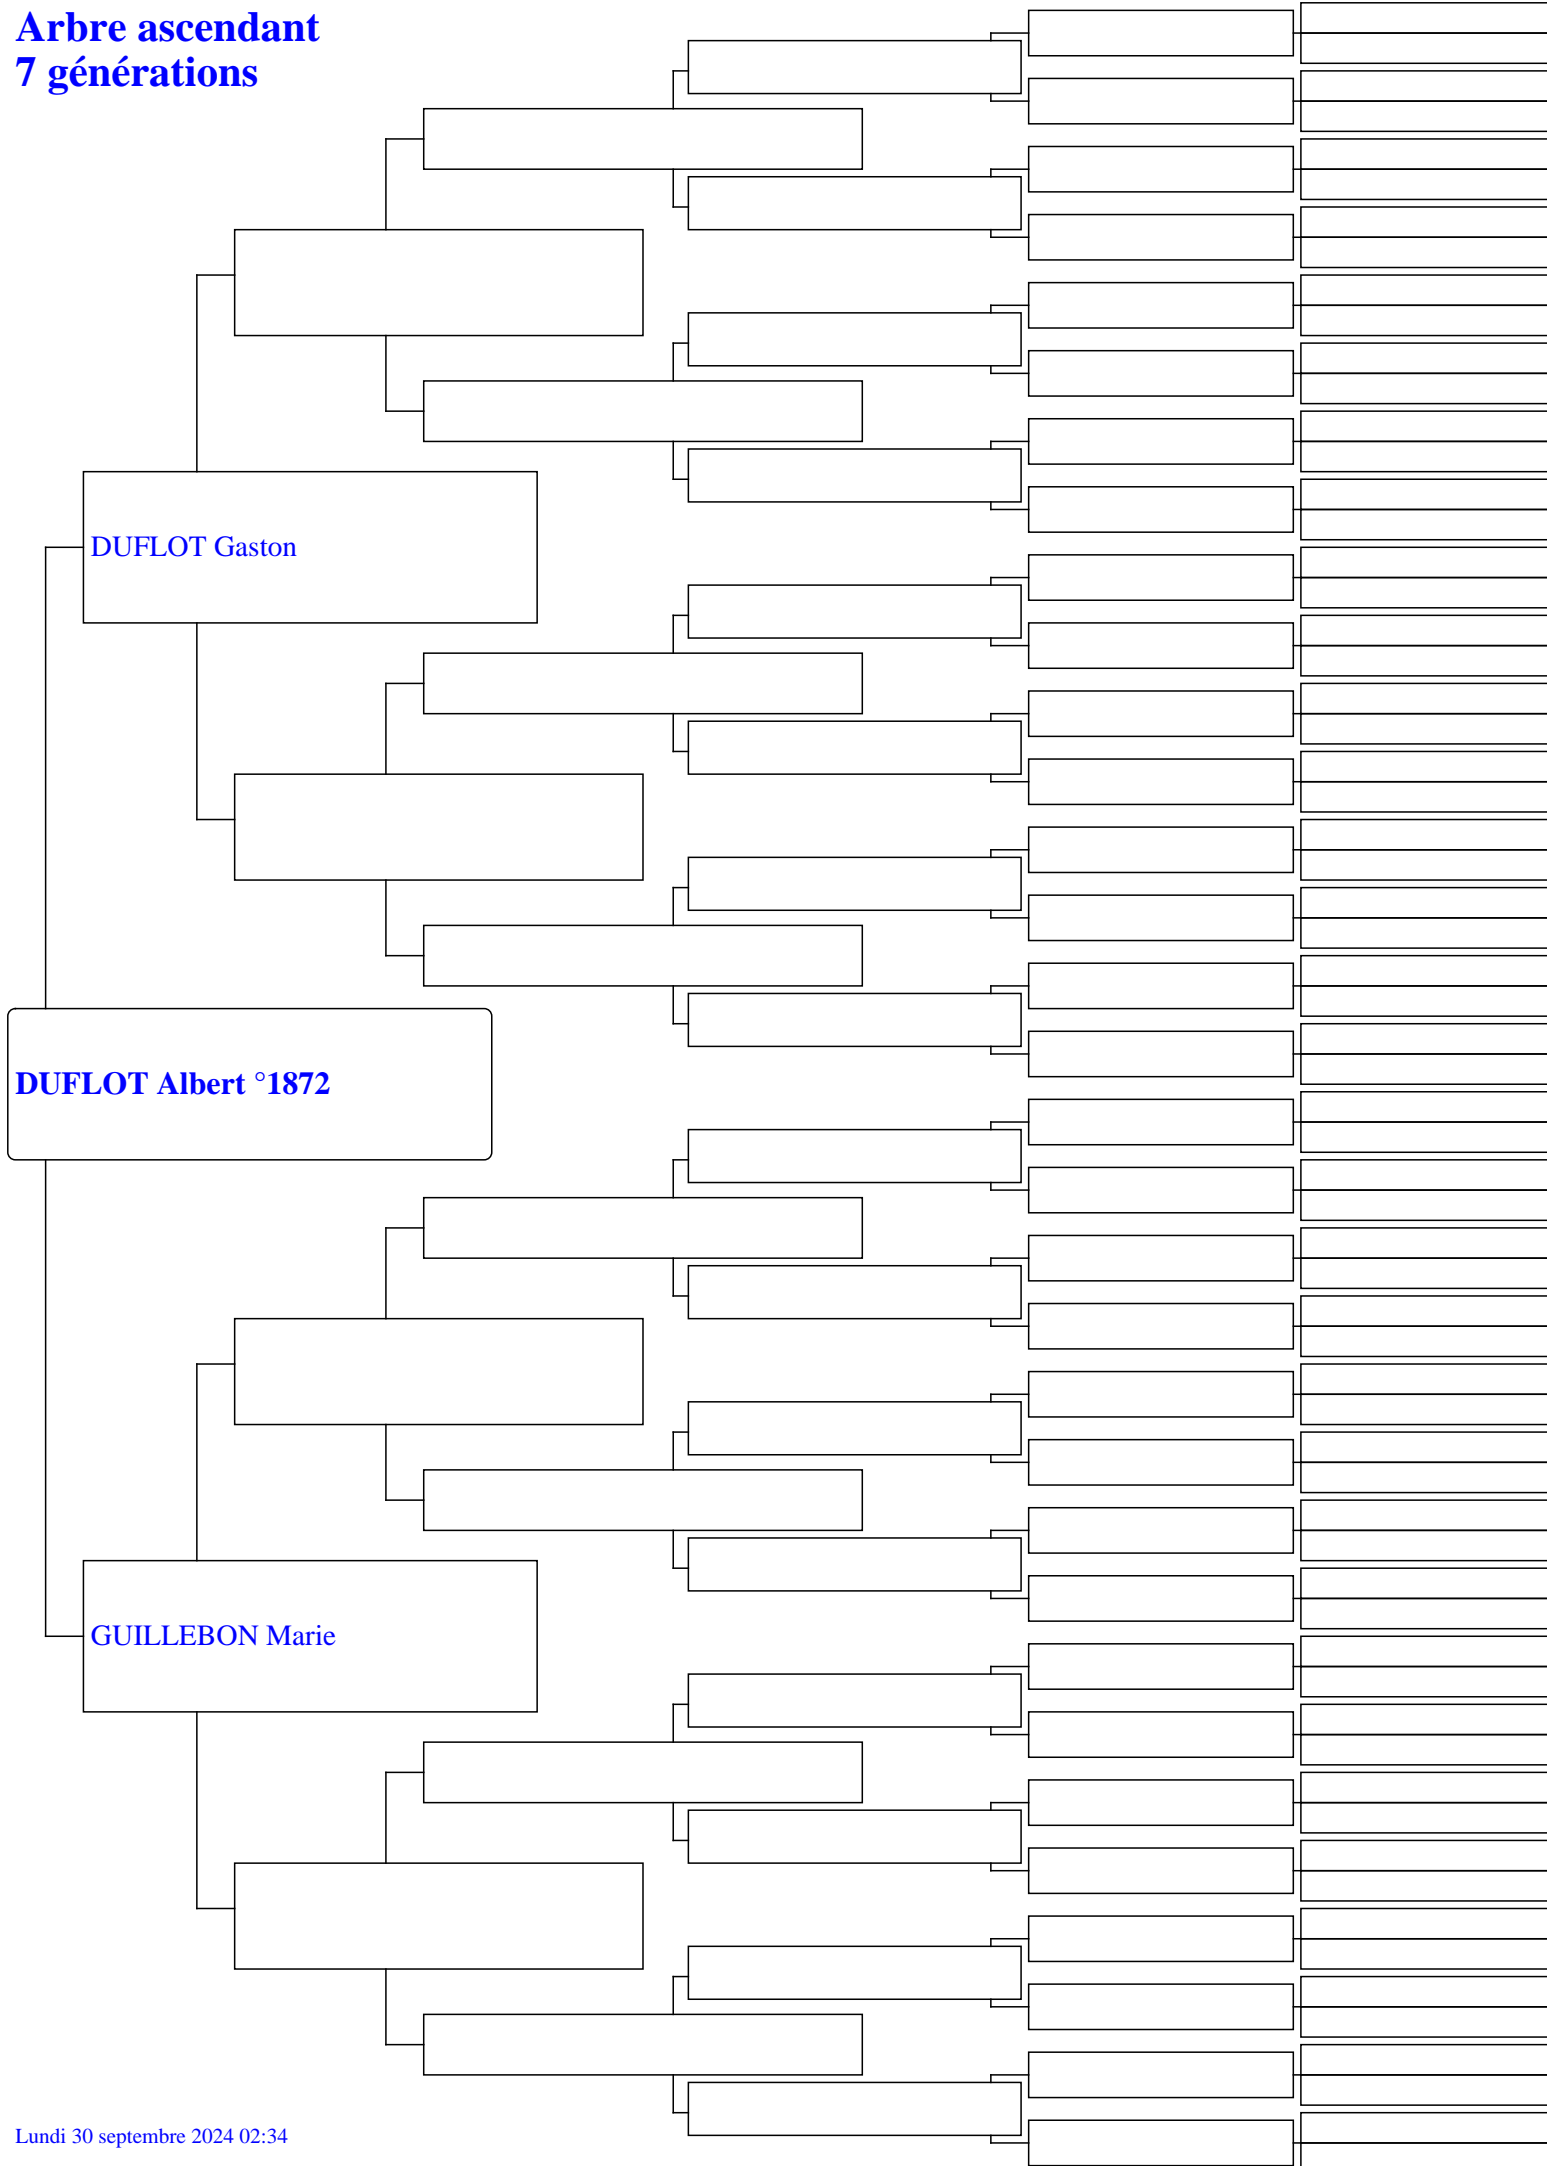 Arbre ascendant
7 générations
DUFLOT Gaston
DUFLOT Albert °1872
GUILLEBON Marie
Lundi 30 septembre 2024 02:34